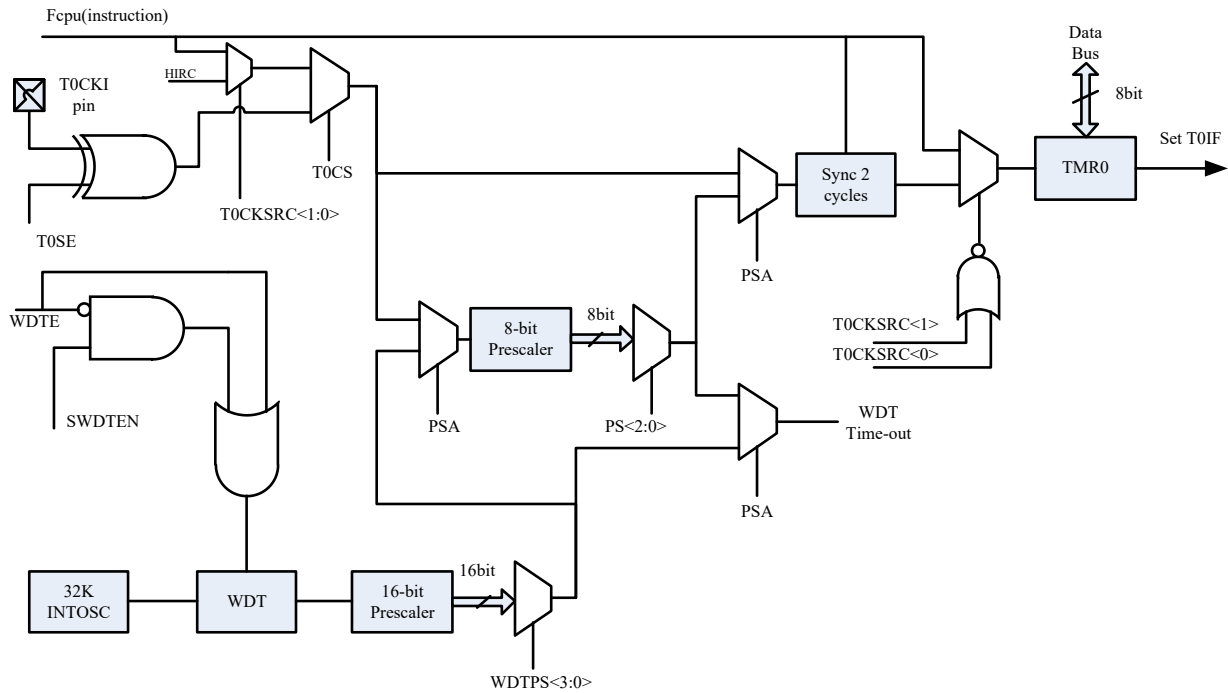 Fcpu(instruction)
HIRC
T0CKI
pin
T0CS
T0CKSRC<1:0>
T0SE
Data
Bus
8bit
Set T0IF
TMR0
Sync 2
cycles
PSA
WDTE
SWDTEN
8-bit
Prescaler
8bit
PSA
PS<2:0>
T0CKSRC<1>
T0CKSRC<0>
WDT
Time-out
PSA
32K
INTOSC
WDT
16-bit
Prescaler
16bit
WDTPS<3:0>